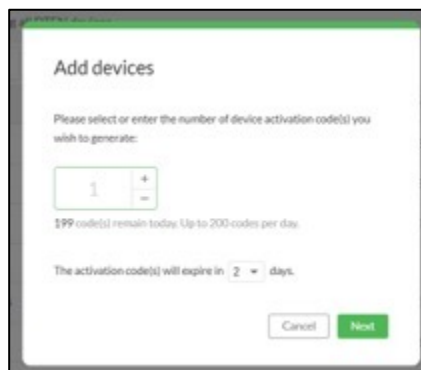 Add devices
Please select or enter the number of device activation code(s) you
wish to generate:
1
+
−
199 code(s) remain today. Up to 200 codes per day.
The activation code(s) will expire in 2 days.
Cancel
Next